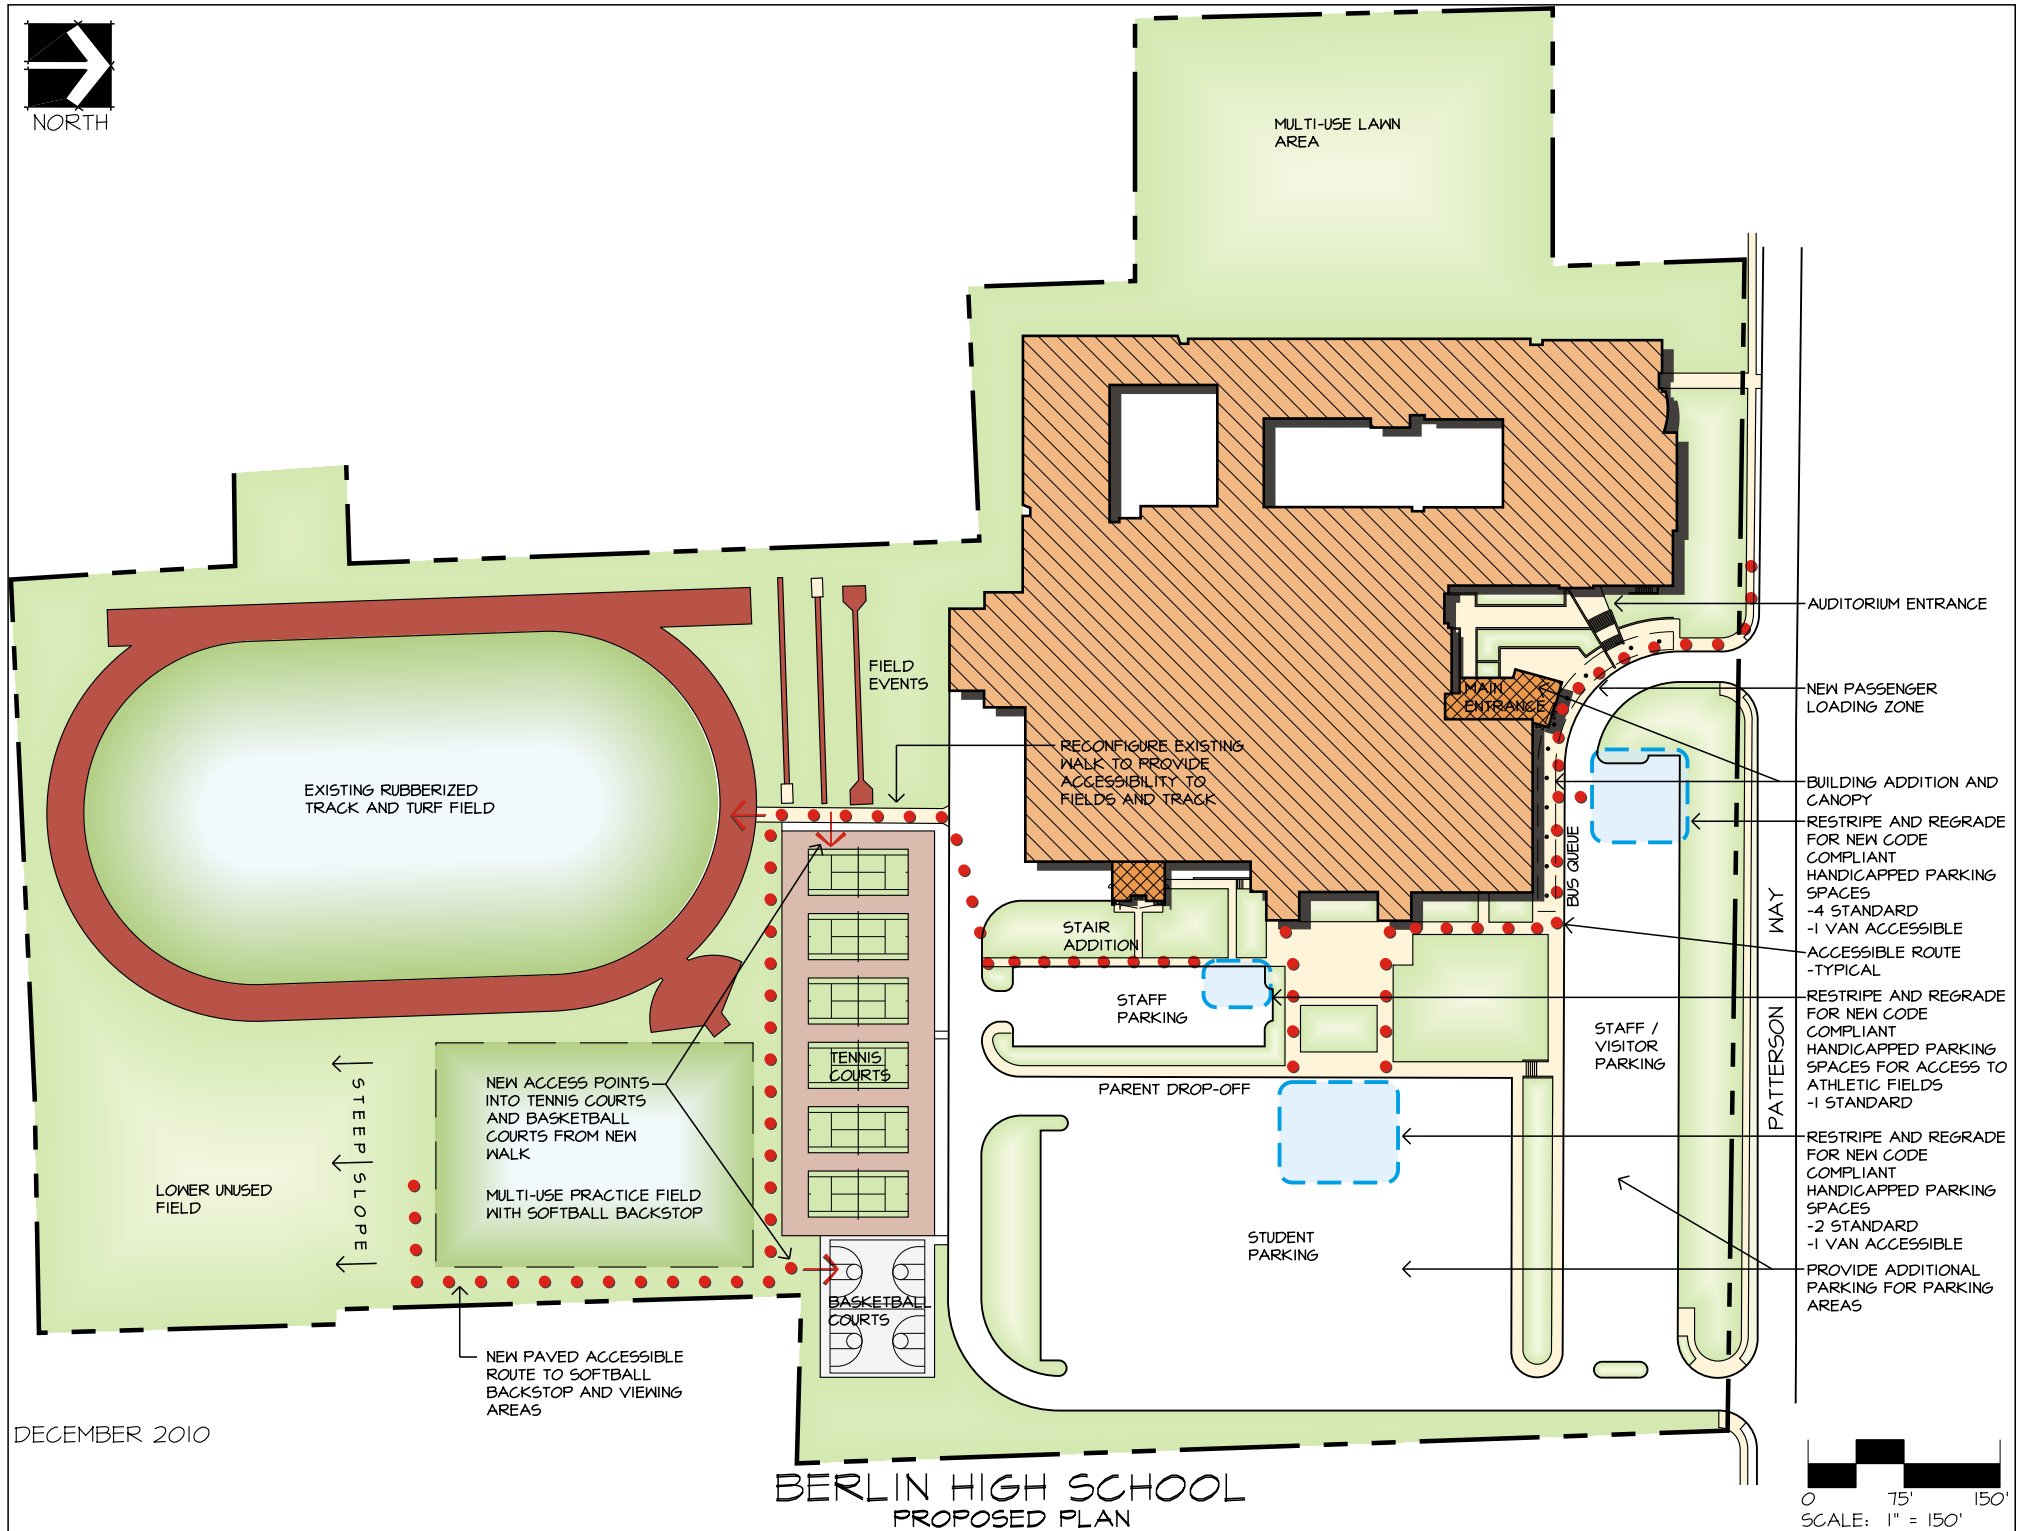 NORTH
MULTI-USE LAWN
AREA
AUDITORIUM ENTRANCE
FIELD
EVENTS
MAIN
ENTRANCE
NEW PASSENGER
LOADING ZONE
RECONFIGURE EXISTING
WALK TO PROVIDE
ACCESSIBILITY TO
FIELDS AND TRACK
EXISTING RUBBERIZED
TRACK AND TURF FIELD
BUILDING ADDITION AND
CANOPY
RESTRIPE AND REGRADE
FOR NEW CODE
COMPLIANT
HANDICAPPED PARKING
SPACES
-4 STANDARD
-1 VAN ACCESSIBLE
BUS QUEUE
PATTERSON WAY
STAIR
ADDITION
ACCESSIBLE ROUTE
-TYPICAL
STAFF
PARKING
RESTRIPE AND REGRADE
FOR NEW CODE
COMPLIANT
HANDICAPPED PARKING
SPACES FOR ACCESS TO
ATHLETIC FIELDS
-1 STANDARD
STAFF /
VISITOR
PARKING
TENNIS
COURTS
PARENT DROP-OFF
STEEP SLOPE
NEW ACCESS POINTS
INTO TENNIS COURTS
AND BASKETBALL
COURTS FROM NEW
WALK
MULTI-USE PRACTICE FIELD
WITH SOFTBALL BACKSTOP
LOWER UNUSED
FIELD
RESTRIPE AND REGRADE
FOR NEW CODE
COMPLIANT
HANDICAPPED PARKING
SPACES
-2 STANDARD
-1 VAN ACCESSIBLE
STUDENT
PARKING
PROVIDE ADDITIONAL
PARKING FOR PARKING
AREAS
BASKETBALL
COURTS
NEW PAVED ACCESSIBLE
ROUTE TO SOFTBALL
BACKSTOP AND VIEWING
AREAS
DECEMBER 2010
BERLIN HIGH SCHOOL
PROPOSED PLAN
0 75' 150'
SCALE: 1" = 150'